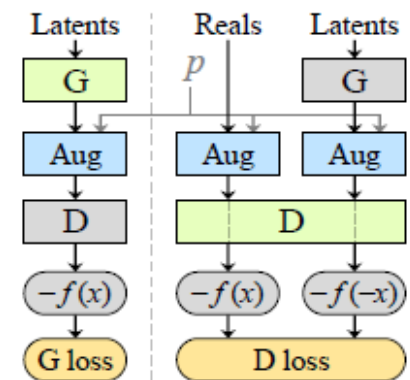 Latents Reals Latents
p
G G
Aug Aug Aug
D D
−f(x) −f(x) −f(−x)
G loss D loss